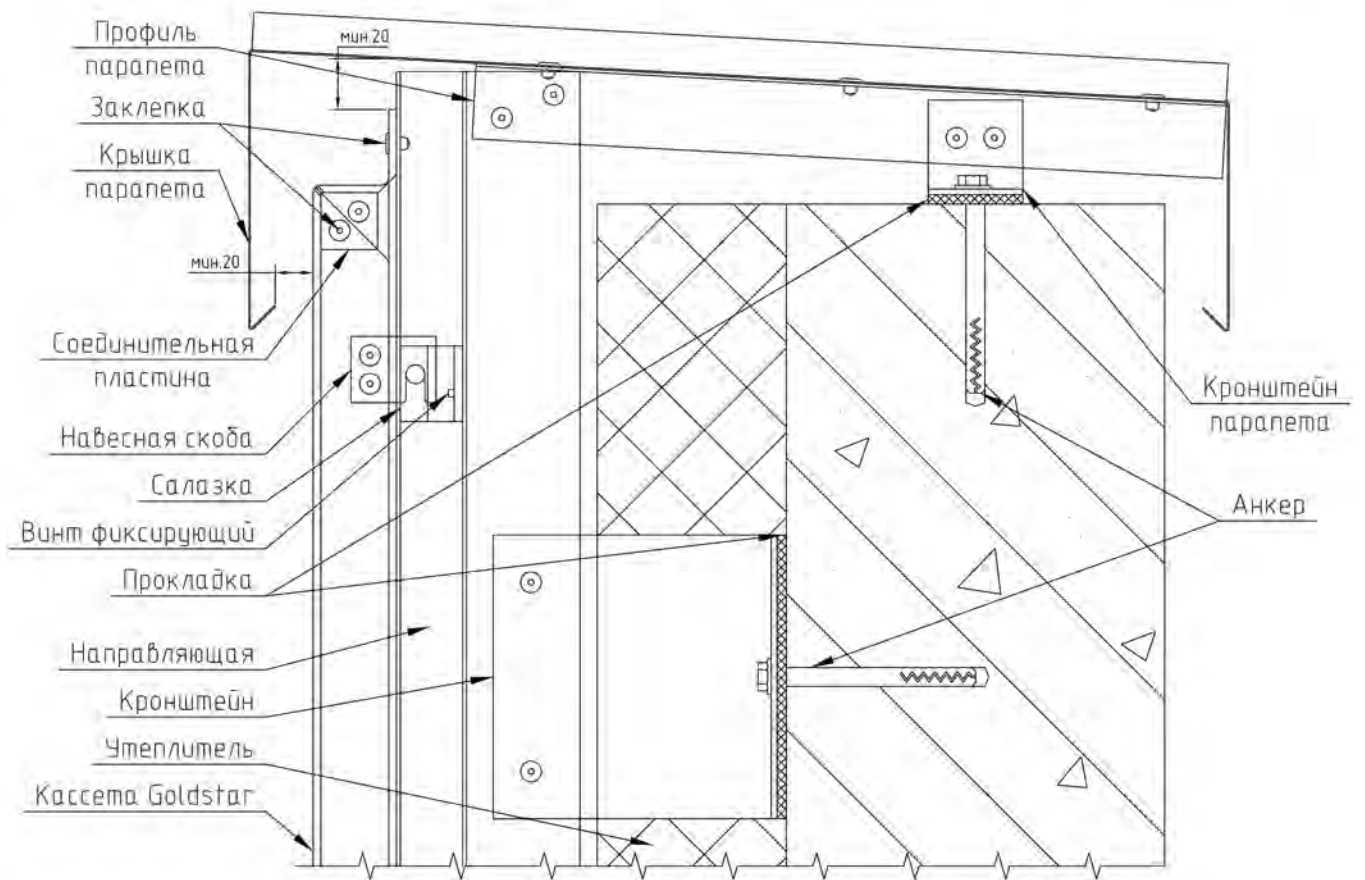 Профиль
парапета
мин.20
Заклепка
Крышка
парапета
мин.20
Соединительная
пластина
Навесная скоба
Салазка
Винт фиксирующий
Прокладка
Направляющая
Кронштейн
Утеплитель
Кассета Goldstar
Кронштейн
парапета
Анкер